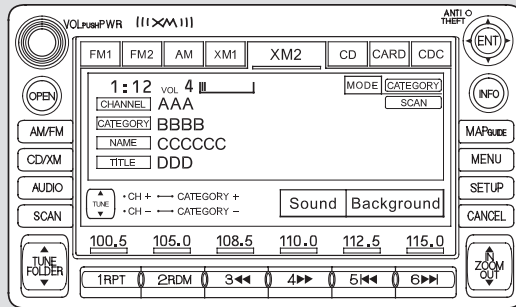 VOL PUSH PWR ((( XM )))
ANTI THEFT
FM1 FM2 AM XM1 XM2 CD CARD CDC
ENT
1:12 VOL 4
MODE CATEGORY
SCAN
OPEN
INFO
CHANNEL AAA
CATEGORY BBBB
NAME CCCCCC
TITLE DDD
AM/FM
MAPGUIDE
CD/XM
MENU
AUDIO
SETUP
TUNE
•CH + ↔ CATEGORY +
•CH − ↔ CATEGORY −
Sound Background
SCAN
CANCEL
100.5 105.0 108.5 110.0 112.5 115.0
TUNE
FOLDER
IN
ZOOM
OUT
1RPT 2RDM 3◀◀ 4▶▶ 5|◀◀ 6▶▶|